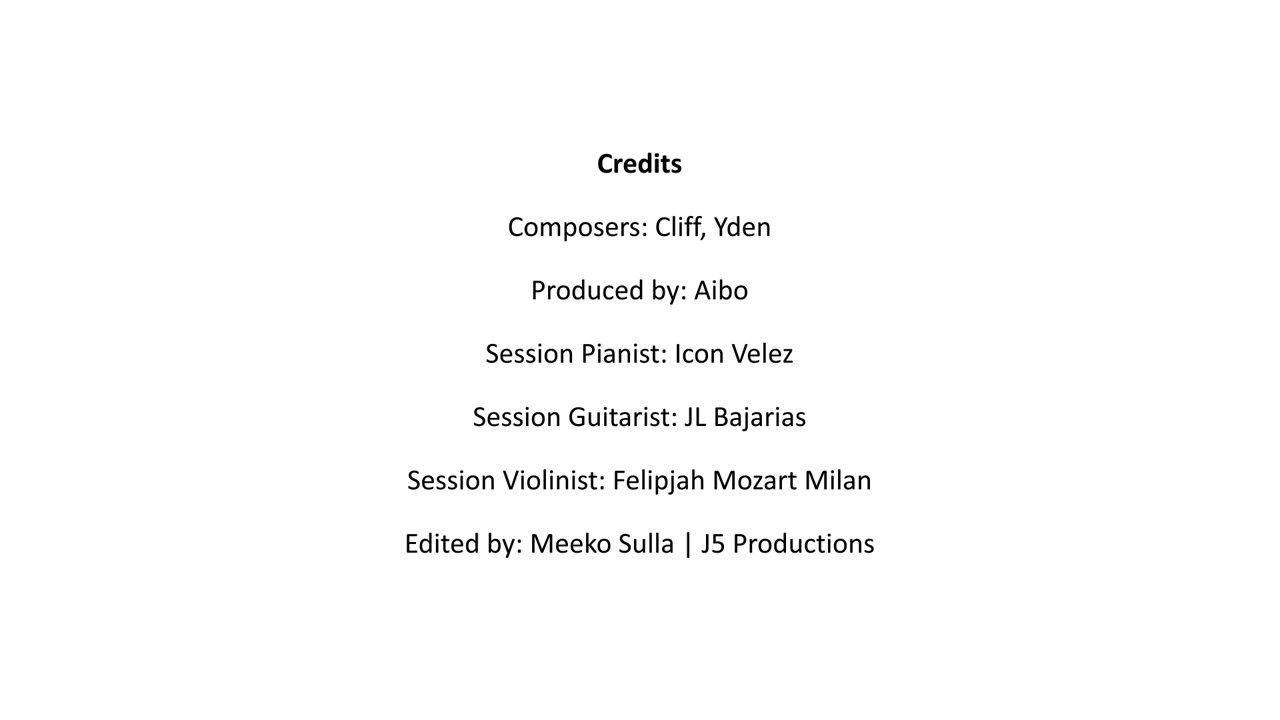 Credits
Composers: Cliff, Yden
Produced by: Aibo
Session Pianist: Icon Velez
Session Guitarist: JL Bajarias
Session Violinist: Felipjah Mozart Milan
Edited by: Meeko Sulla | J5 Productions